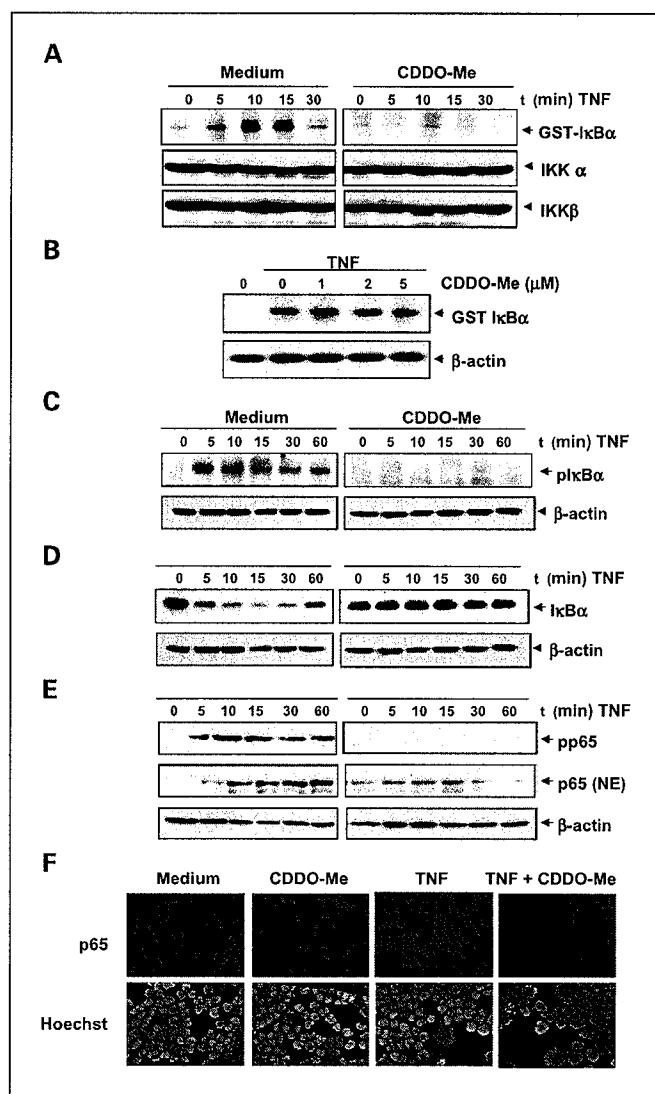 A
Medium CDDO-Me
0 5 10 15 30 0 5 10 15 30 t (min) TNF
GST-IκBα
IKK α
IKKβ
B
TNF
0 0 1 2 5 CDDO-Me (μM)
GST IκBα
β-actin
C
Medium CDDO-Me
0 5 10 15 30 60 0 5 10 15 30 60 t (min) TNF
pIκBα
β-actin
D
0 5 10 15 30 60 0 5 10 15 30 60 t (min) TNF
IκBα
β-actin
E
0 5 10 15 30 60 0 5 10 15 30 60 t (min) TNF
pp65
p65 (NE)
β-actin
F
Medium CDDO-Me TNF TNF + CDDO-Me
p65
Hoechst